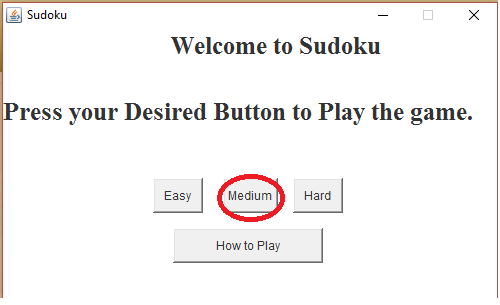 Sudoku
Welcome to Sudoku
Press your Desired Button to Play the game.
Easy Medium Hard
How to Play